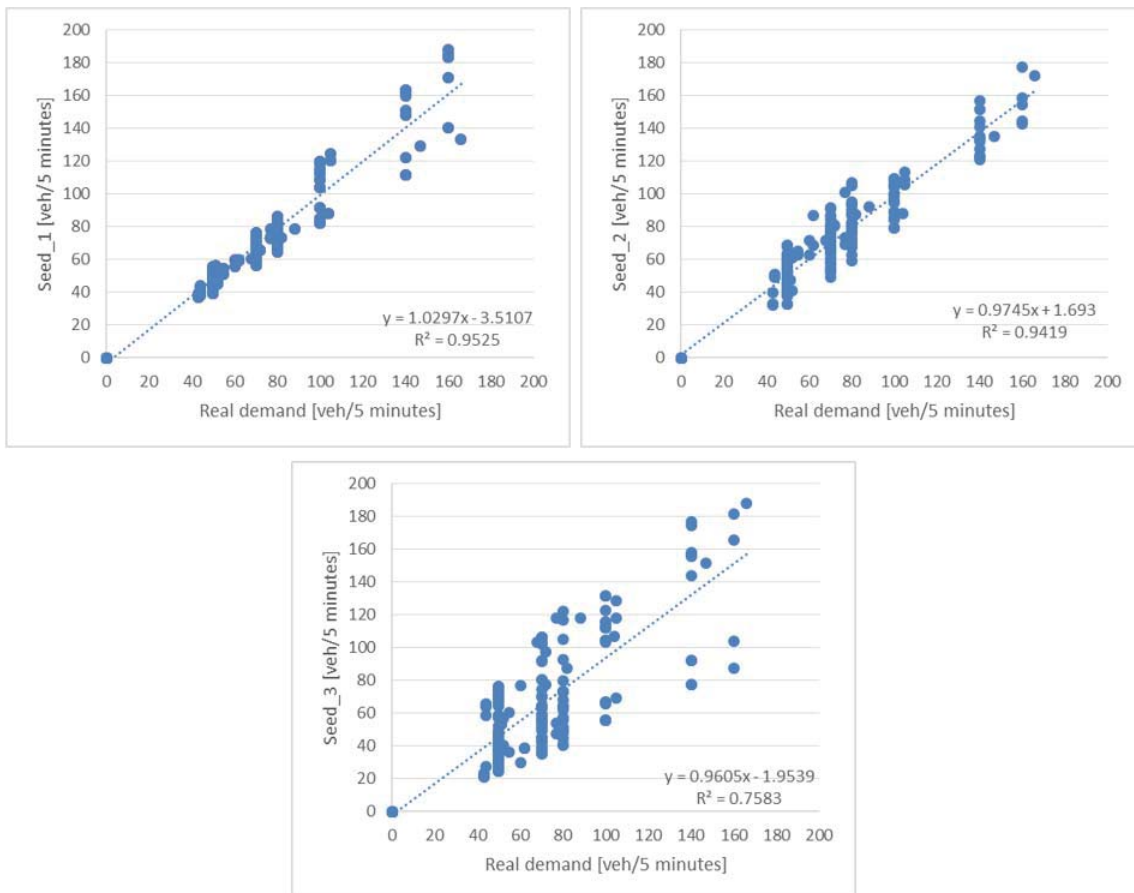 200
180
160
140
120
100
80
60
40
20
0
Seed_1 [veh/5 minutes]
y = 1.0297x - 3.5107
R² = 0.9525
0 20 40 60 80 100 120 140 160 180 200
Real demand [veh/5 minutes]
200
180
160
140
120
100
80
60
40
20
0
Seed_2 [veh/5 minutes]
y = 0.9745x + 1.693
R² = 0.9419
0 20 40 60 80 100 120 140 160 180 200
Real demand [veh/5 minutes]
200
180
160
140
120
100
80
60
40
20
0
Seed_3 [veh/5 minutes]
y = 0.9605x - 1.9539
R² = 0.7583
0 20 40 60 80 100 120 140 160 180 200
Real demand [veh/5 minutes]